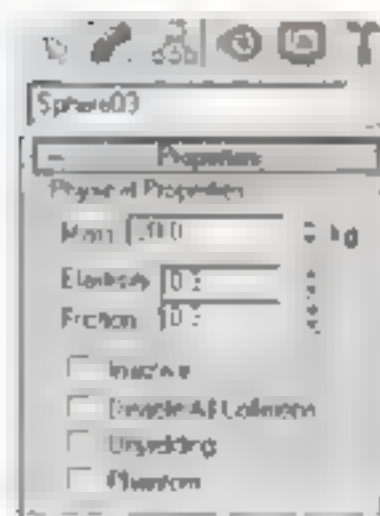 Sphere03
Properties
Physical Properties
Mass kg
Elasticity
Friction
Inactive
Disable All Collisions
Unyielding
Phantom